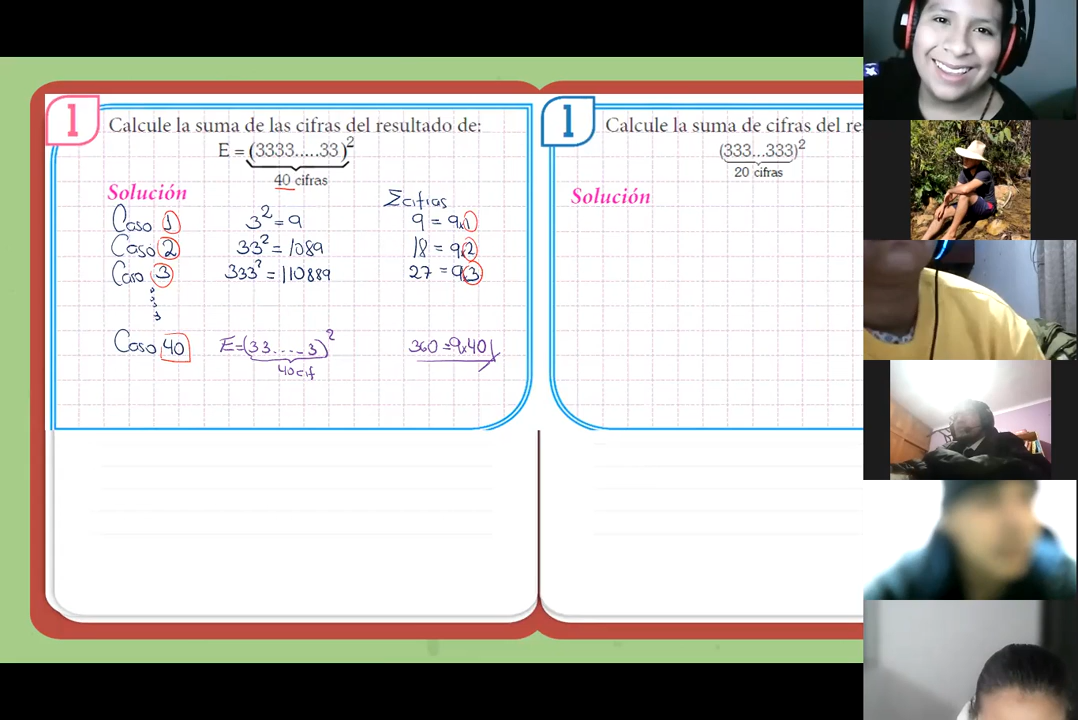 1
Calcule la suma de las cifras del resultado de:
E = (3333.....33)²
40 cifras
Solución
Σcifras
Caso 1 3² = 9 9 = 9x1
Caso 2 33² = 1089 18 = 9x2
Caso 3 333² = 110889 27 = 9x3
Caso 40 E=(33....3)² 360 = 9x40
40 cif
1
Calcule la suma de cifras del re
(333...333)²
20 cifras
Solución